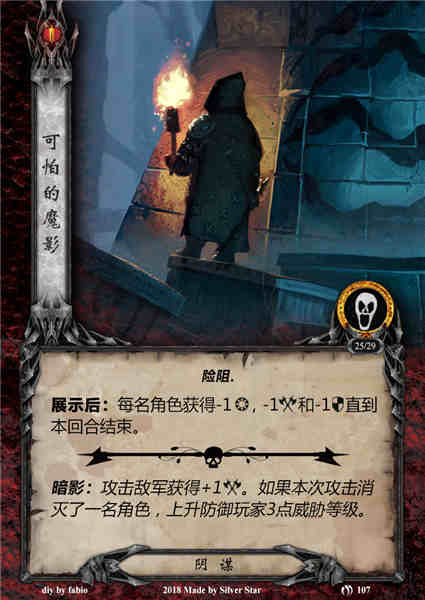 可怕的魔影
25/29
险阻.
展示后：每名角色获得-1，-1和-1直到
本回合结束。
暗影：攻击敌军获得+1。如果本次攻击消
灭了一名角色，上升防御玩家3点威胁等级。
阴谋
diy by fabio
2018 Made by Silver Star
107